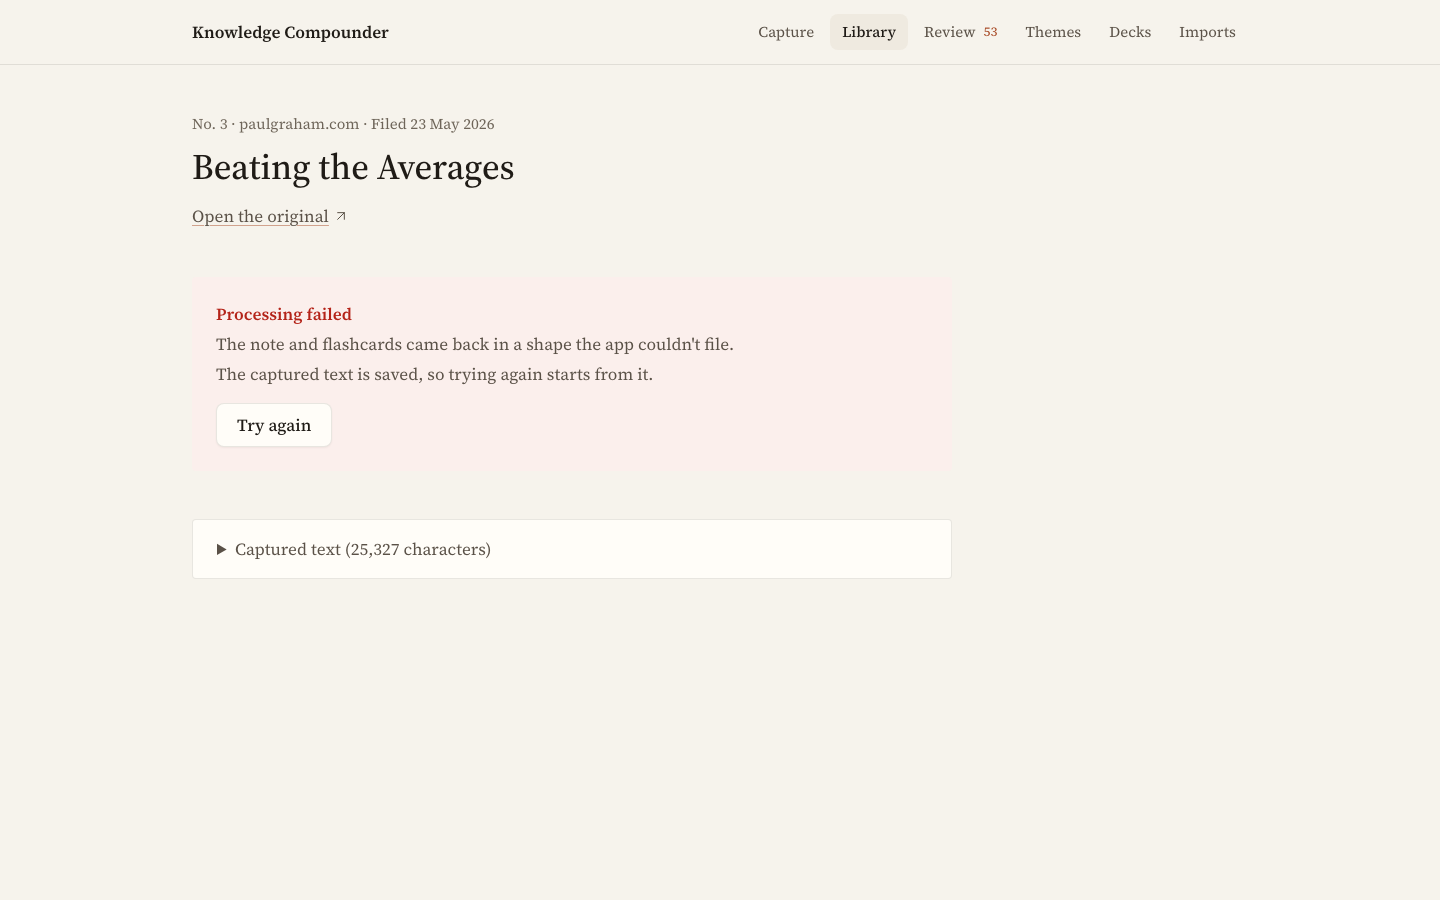 Knowledge Compounder
Capture Library Review 53 Themes Decks Imports
No. 3 · paulgraham.com · Filed 23 May 2026
Beating the Averages
Open the original ↗
Processing failed
The note and flashcards came back in a shape the app couldn't file.
The captured text is saved, so trying again starts from it.
Try again
▶ Captured text (25,327 characters)